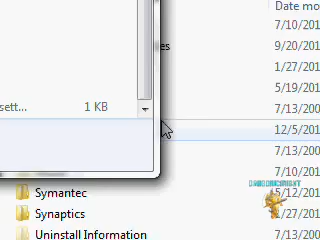 Date mo
7/10/201
es
9/20/201
1/27/201
5/19/201
sett... 1 KB
7/13/200
12/5/201
7/13/200
7/10/201
Symantec 5/12/201
Synaptics 1/27/201
Uninstall Information 7/13/200